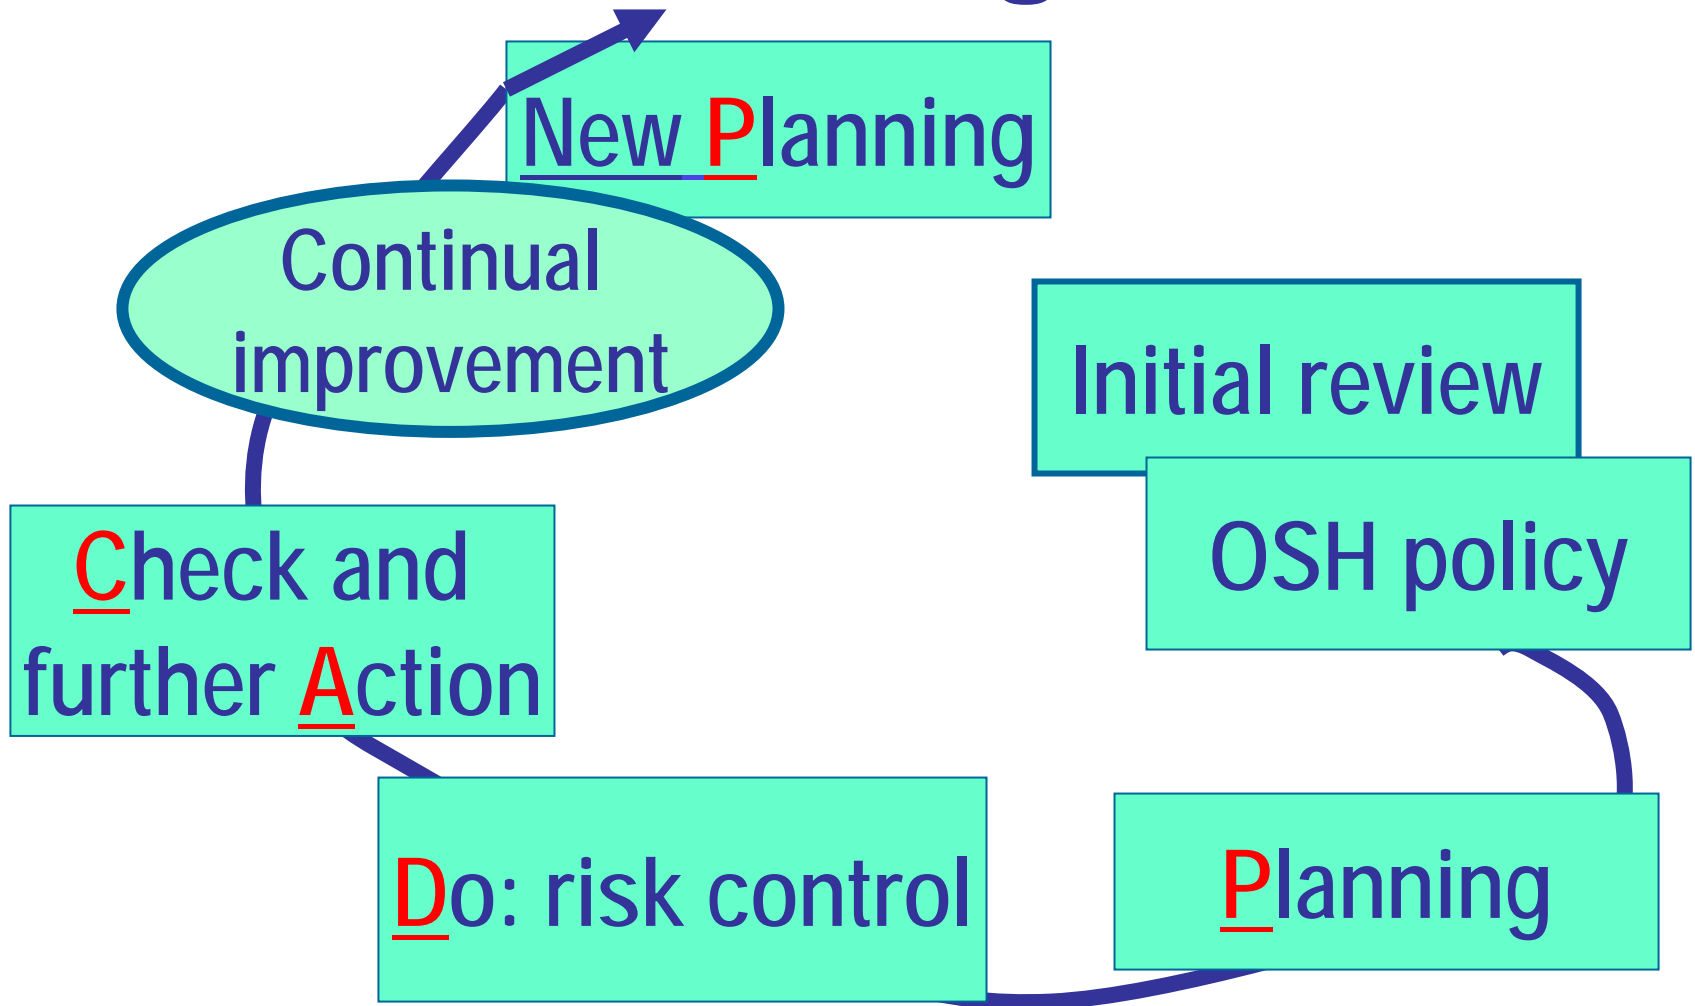 New Planning
Continual
improvement
Initial review
OSH policy
Check and
further Action
Do: risk control
Planning